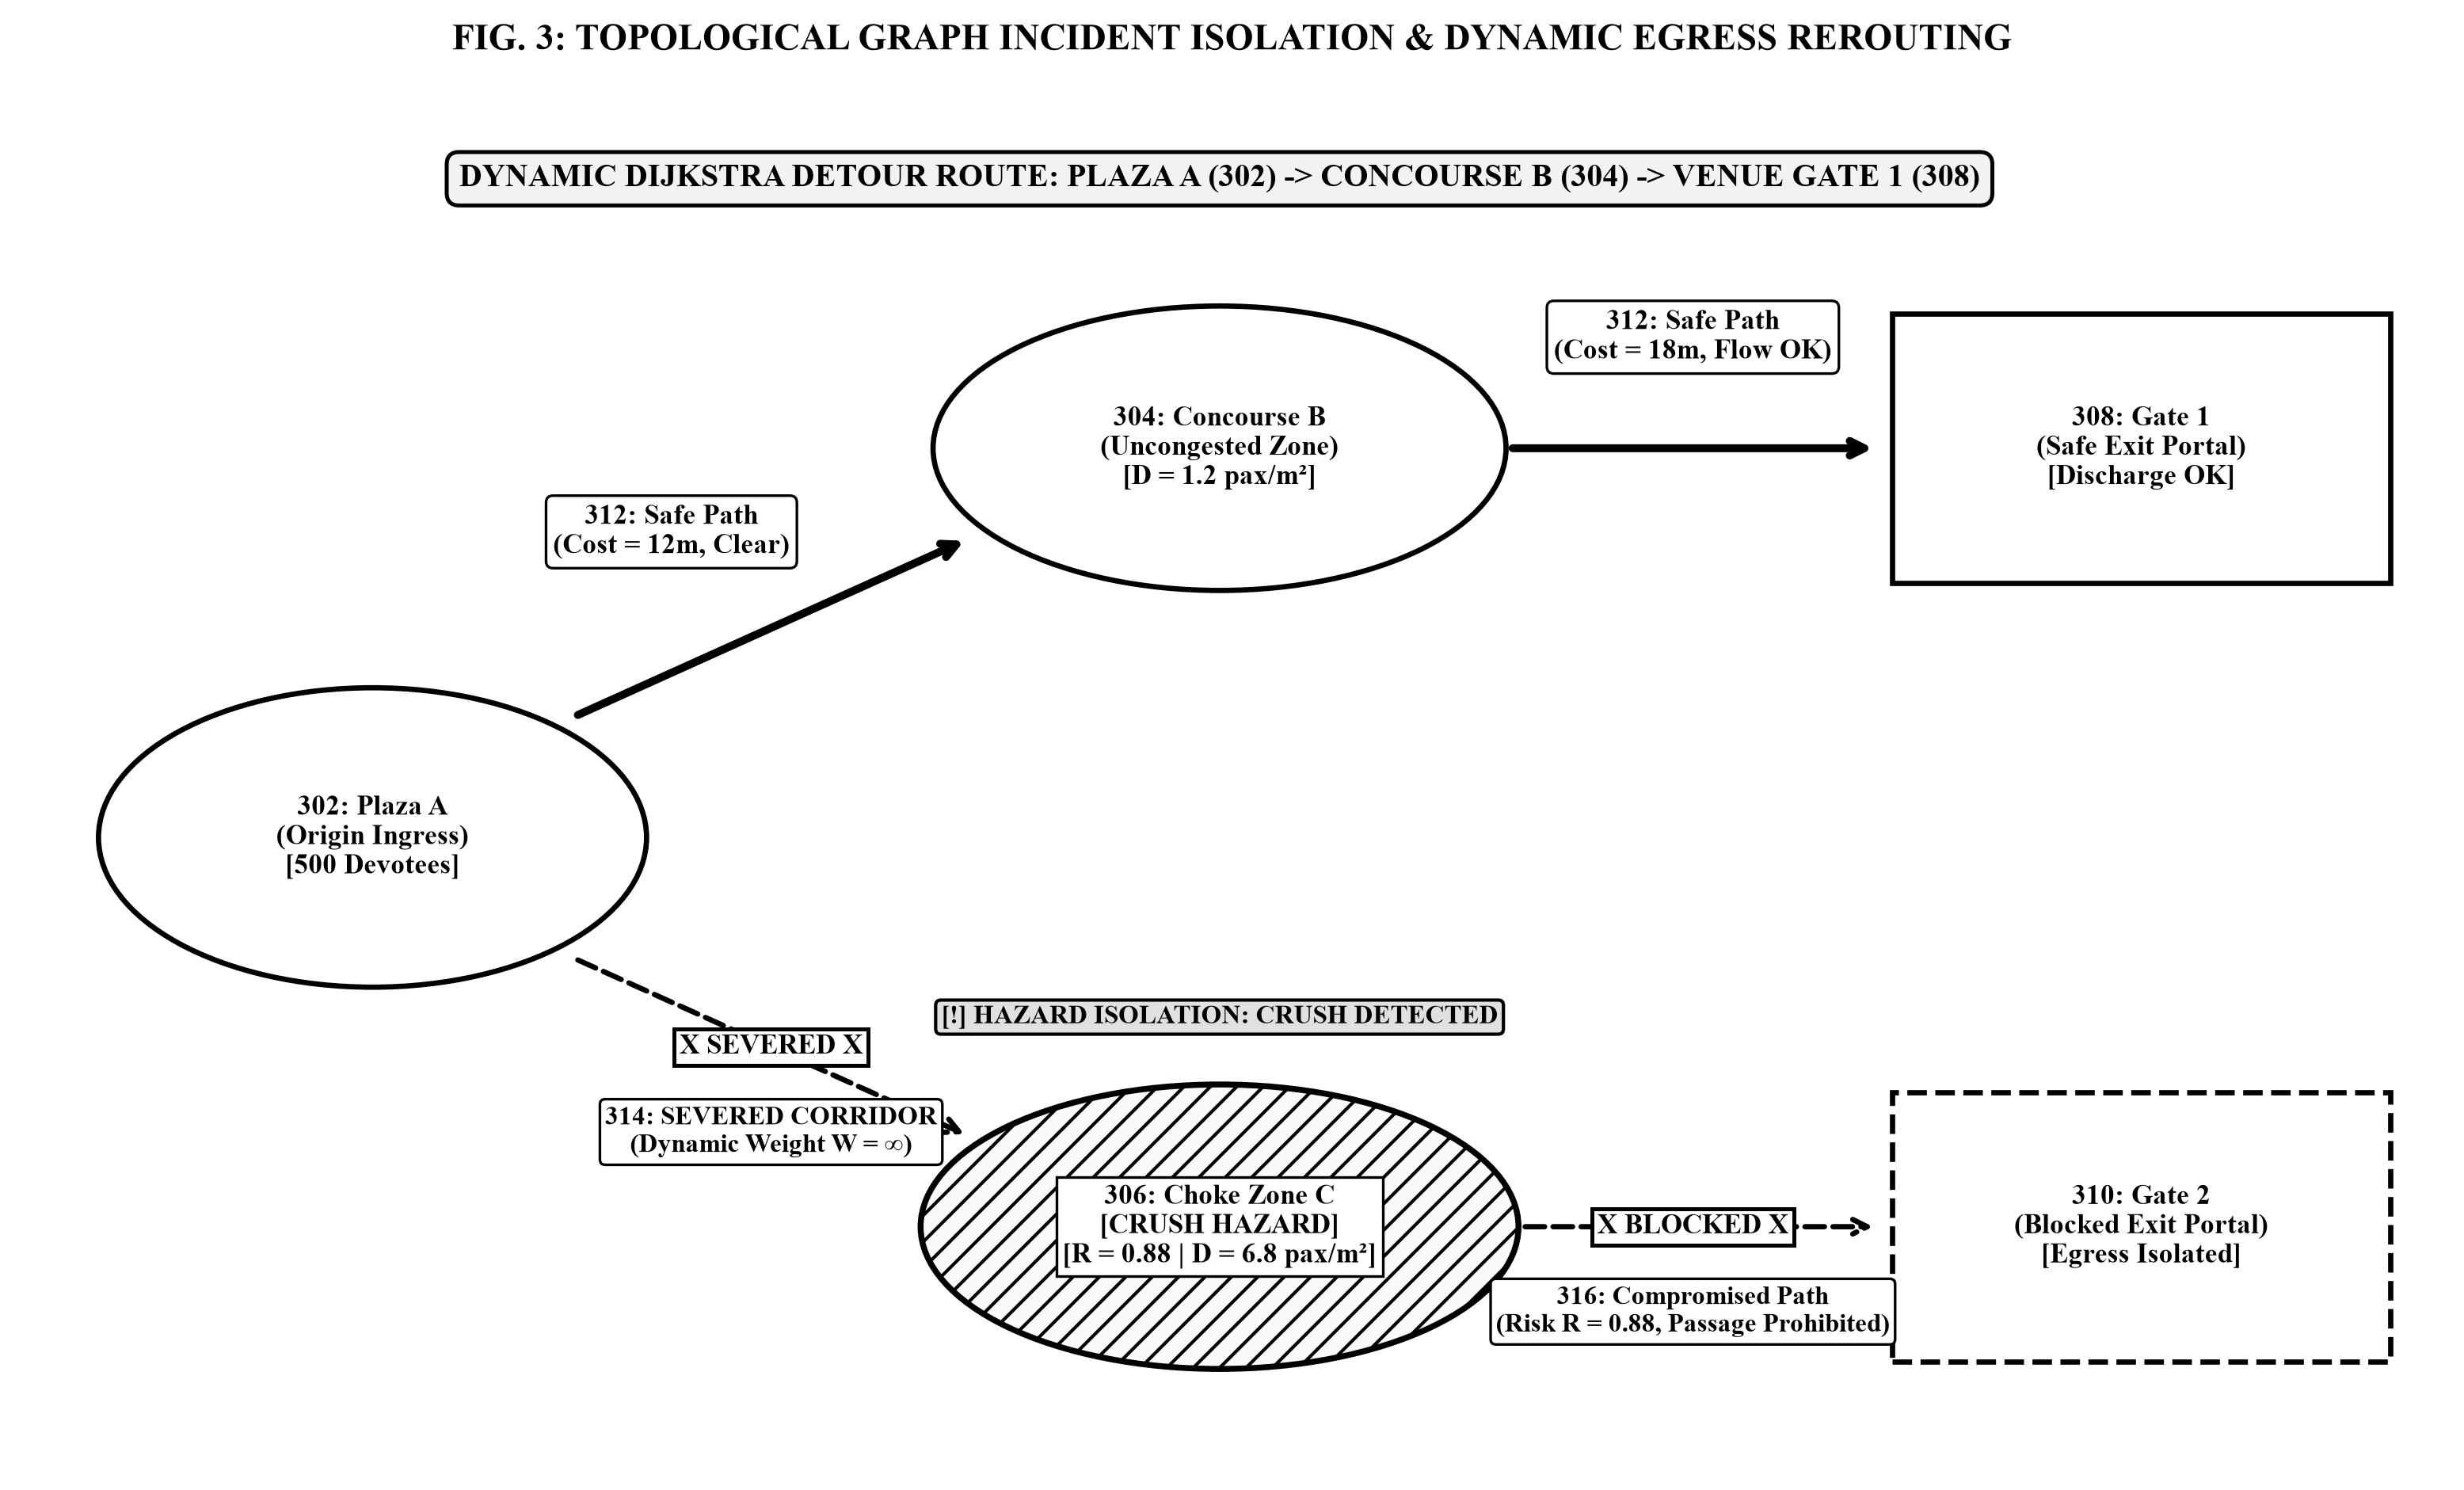 FIG. 3: TOPOLOGICAL GRAPH INCIDENT ISOLATION & DYNAMIC EGRESS REROUTING
DYNAMIC DIJKSTRA DETOUR ROUTE: PLAZA A (302) -> CONCOURSE B (304) -> VENUE GATE 1 (308)
312: Safe Path
(Cost = 18m, Flow OK)
304: Concourse B
(Uncongested Zone)
[D = 1.2 pax/m²]
308: Gate 1
(Safe Exit Portal)
[Discharge OK]
312: Safe Path
(Cost = 12m, Clear)
302: Plaza A
(Origin Ingress)
[500 Devotees]
[!] HAZARD ISOLATION: CRUSH DETECTED
X SEVERED X
314: SEVERED CORRIDOR
(Dynamic Weight W = ∞)
306: Choke Zone C
[CRUSH HAZARD]
[R = 0.88 | D = 6.8 pax/m²]
X BLOCKED X
310: Gate 2
(Blocked Exit Portal)
[Egress Isolated]
316: Compromised Path
(Risk R = 0.88, Passage Prohibited)